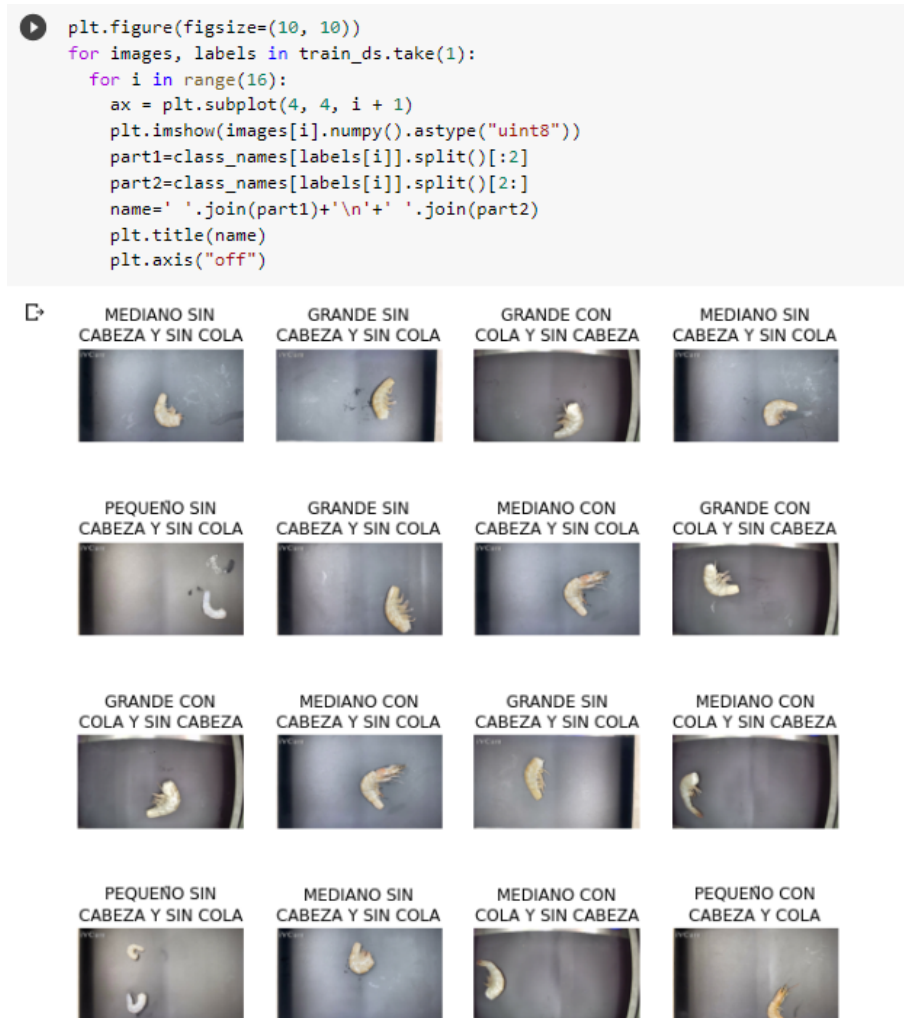 plt.figure(figsize=(10, 10))
for images, labels in train_ds.take(1):
  for i in range(16):
    ax = plt.subplot(4, 4, i + 1)
    plt.imshow(images[i].numpy().astype("uint8"))
    part1=class_names[labels[i]].split()[:2]
    part2=class_names[labels[i]].split()[2:]
    name=' '.join(part1)+'\n'+' '.join(part2)
    plt.title(name)
    plt.axis("off")
MEDIANO SIN
CABEZA Y SIN COLA
GRANDE SIN
CABEZA Y SIN COLA
GRANDE CON
COLA Y SIN CABEZA
MEDIANO SIN
CABEZA Y SIN COLA
PEQUEÑO SIN
CABEZA Y SIN COLA
GRANDE SIN
CABEZA Y SIN COLA
MEDIANO CON
CABEZA Y SIN COLA
GRANDE CON
COLA Y SIN CABEZA
GRANDE CON
COLA Y SIN CABEZA
MEDIANO CON
CABEZA Y SIN COLA
GRANDE SIN
CABEZA Y SIN COLA
MEDIANO CON
COLA Y SIN CABEZA
PEQUEÑO SIN
CABEZA Y SIN COLA
MEDIANO SIN
CABEZA Y SIN COLA
MEDIANO CON
COLA Y SIN CABEZA
PEQUEÑO CON
CABEZA Y COLA